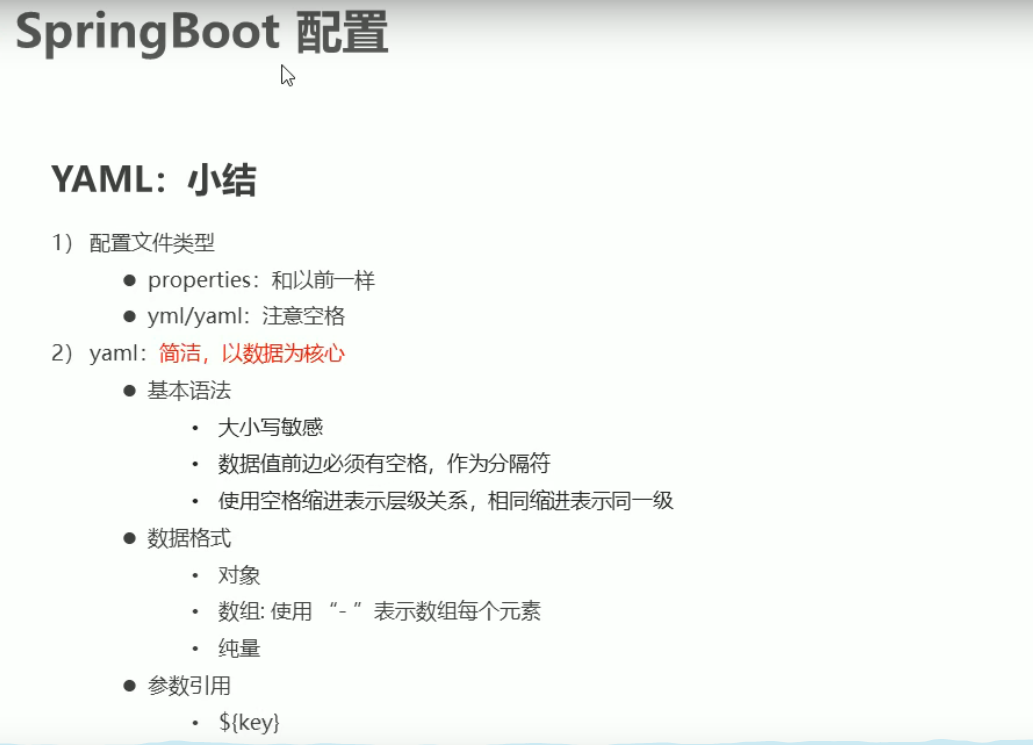 SpringBoot 配置
YAML：小结
1） 配置文件类型
● properties：和以前一样
● yml/yaml：注意空格
2） yaml：简洁，以数据为核心
● 基本语法
• 大小写敏感
• 数据值前边必须有空格，作为分隔符
• 使用空格缩进表示层级关系，相同缩进表示同一级
● 数据格式
• 对象
• 数组: 使用 “- ”表示数组每个元素
• 纯量
● 参数引用
• ${key}